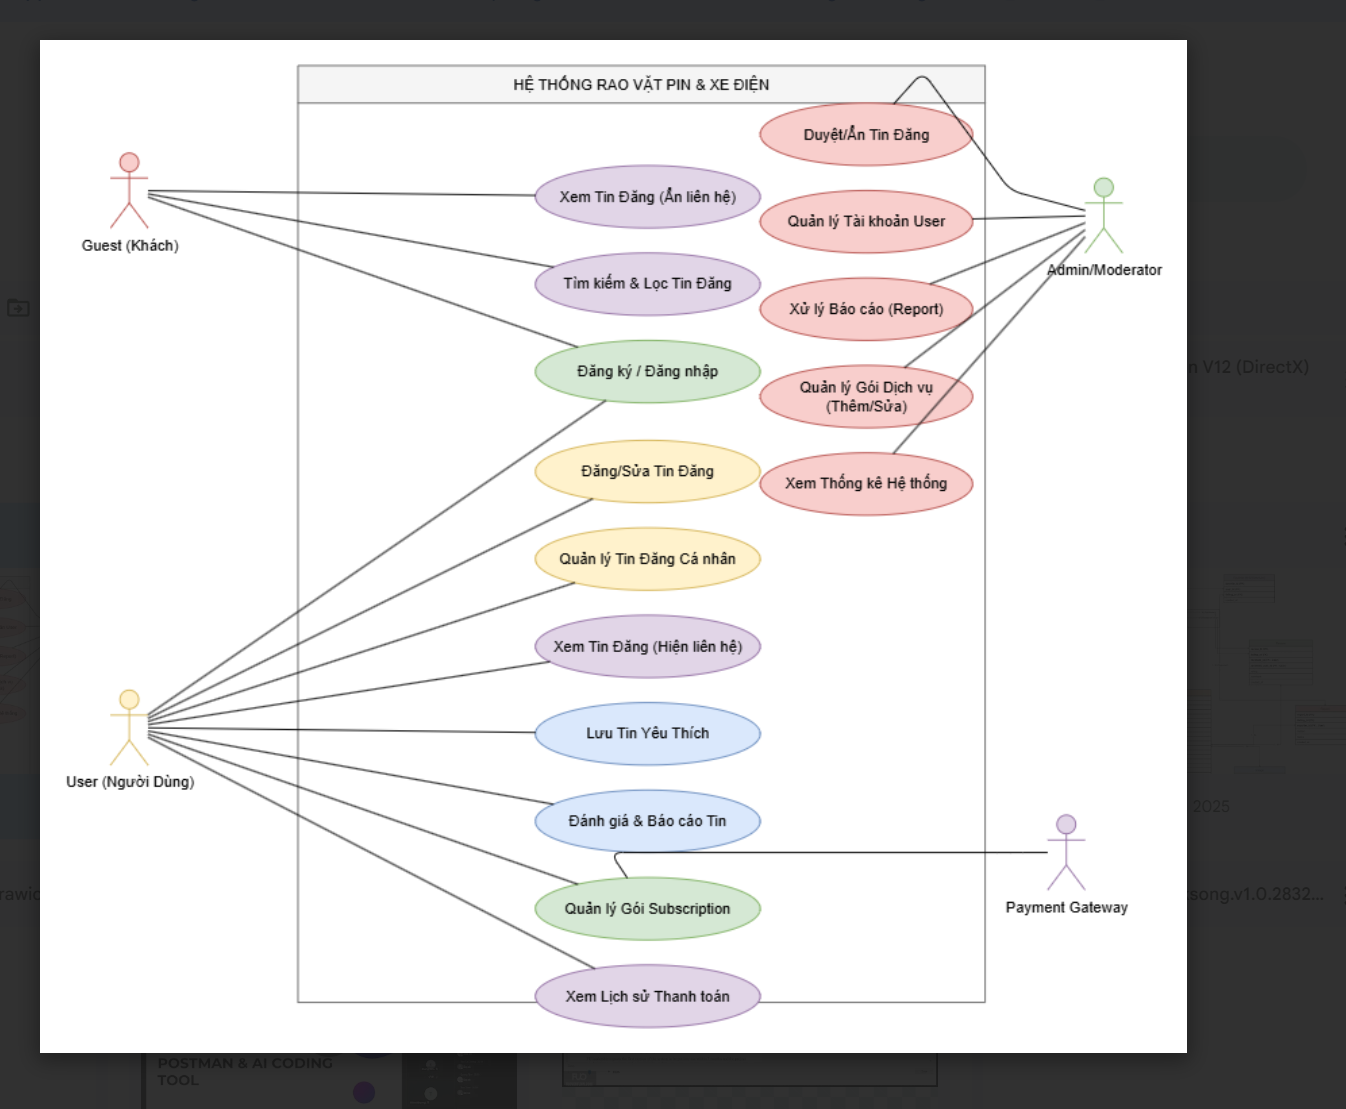 HỆ THỐNG RAO VẶT PIN & XE ĐIỆN
Duyệt/Ẩn Tin Đăng
Xem Tin Đăng (Ẩn liên hệ)
Quản lý Tài khoản User
Guest (Khách)
Admin/Moderator
Tìm kiếm & Lọc Tin Đăng
Xử lý Báo cáo (Report)
Đăng ký / Đăng nhập
n V12 (DirectX)
Quản lý Gói Dịch vụ
(Thêm/Sửa)
Đăng/Sửa Tin Đăng
Xem Thống kê Hệ thống
Quản lý Tin Đăng Cá nhân
Xem Tin Đăng (Hiện liên hệ)
Lưu Tin Yêu Thích
User (Người Dùng)
2025
Đánh giá & Báo cáo Tin
rawio
song.v1.0.2832...
Quản lý Gói Subscription
Payment Gateway
Xem Lịch sử Thanh toán
POSTMAN & AI CODING
TOOL